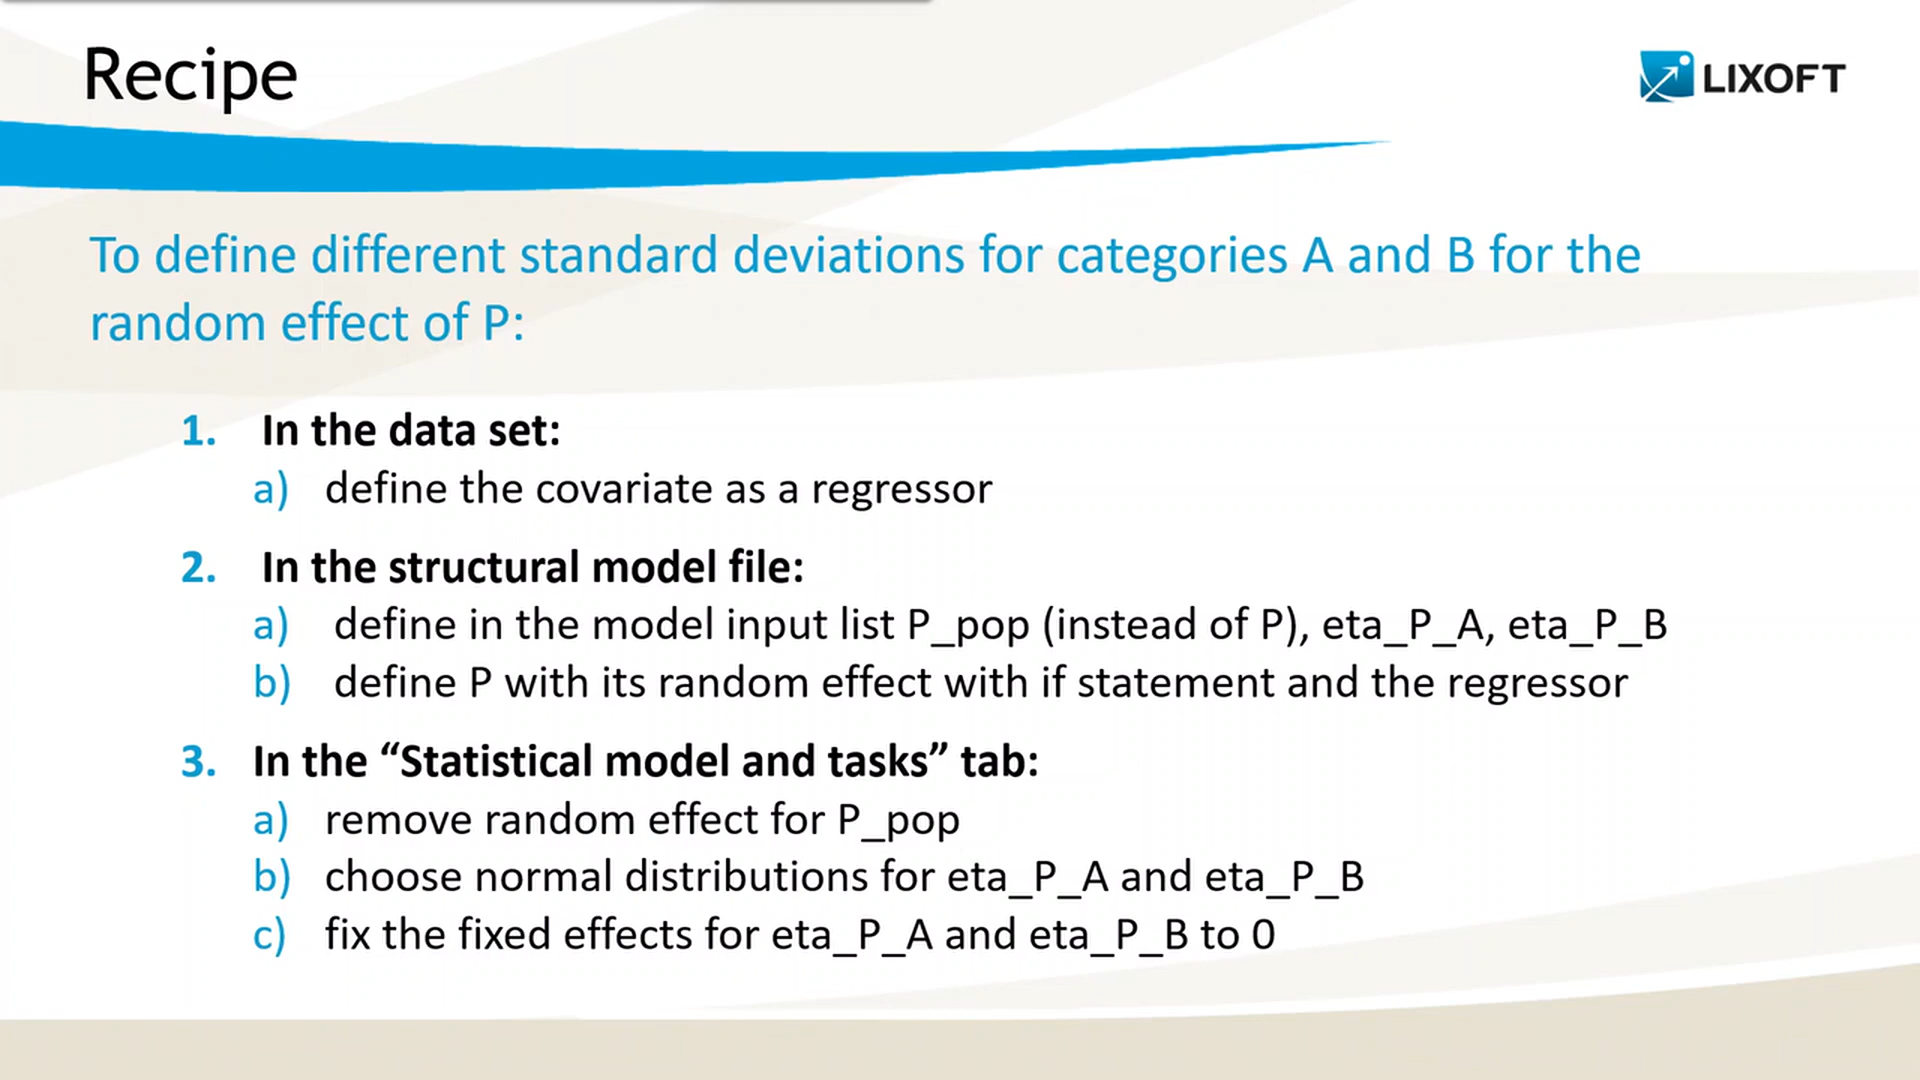 Recipe
LIXOFT
To define different standard deviations for categories A and B for the
random effect of P:
1. In the data set:
a) define the covariate as a regressor
2. In the structural model file:
a) define in the model input list P_pop (instead of P), eta_P_A, eta_P_B
b) define P with its random effect with if statement and the regressor
3. In the “Statistical model and tasks” tab:
a) remove random effect for P_pop
b) choose normal distributions for eta_P_A and eta_P_B
c) fix the fixed effects for eta_P_A and eta_P_B to 0